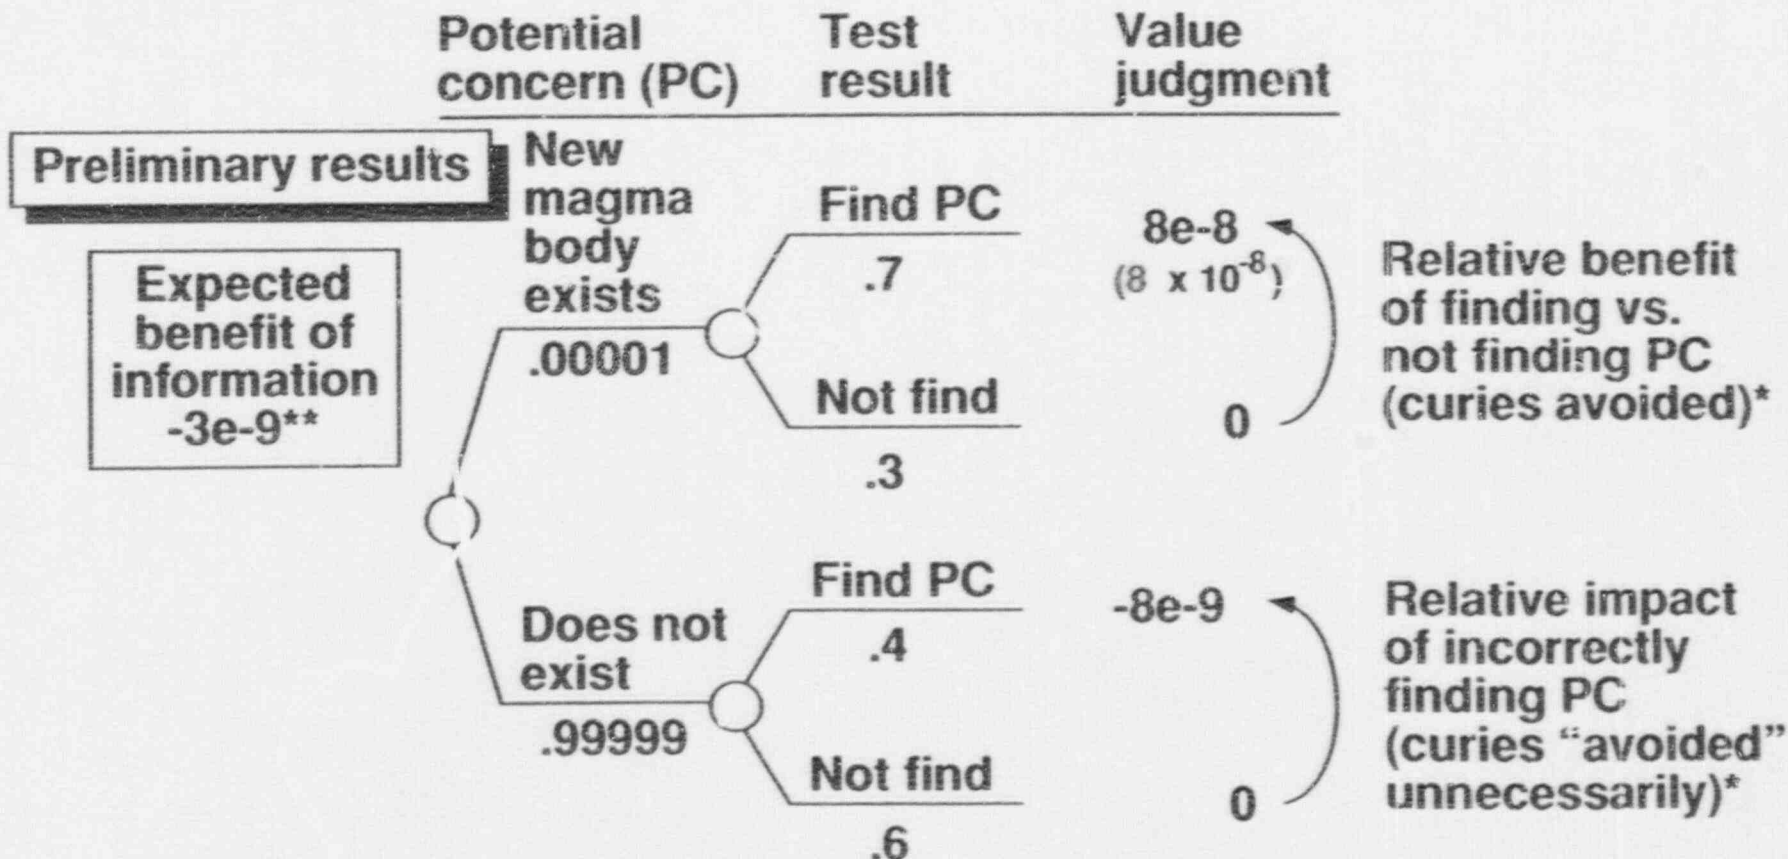 Potential concern (PC)
Test result
Value judgment
Preliminary results
Expected
benefit of
information
-3e-9**
New
magma
body
exists
.00001
Find PC
.7
Not find
.3
8e-8
(8 x 10⁻⁸)
0
Relative benefit
of finding vs.
not finding PC
(curies avoided)*
Does not
exist
.99999
Find PC
.4
Not find
.6
-8e-9
0
Relative impact
of incorrectly
finding PC
(curies “avoided”
unnecessarily)*